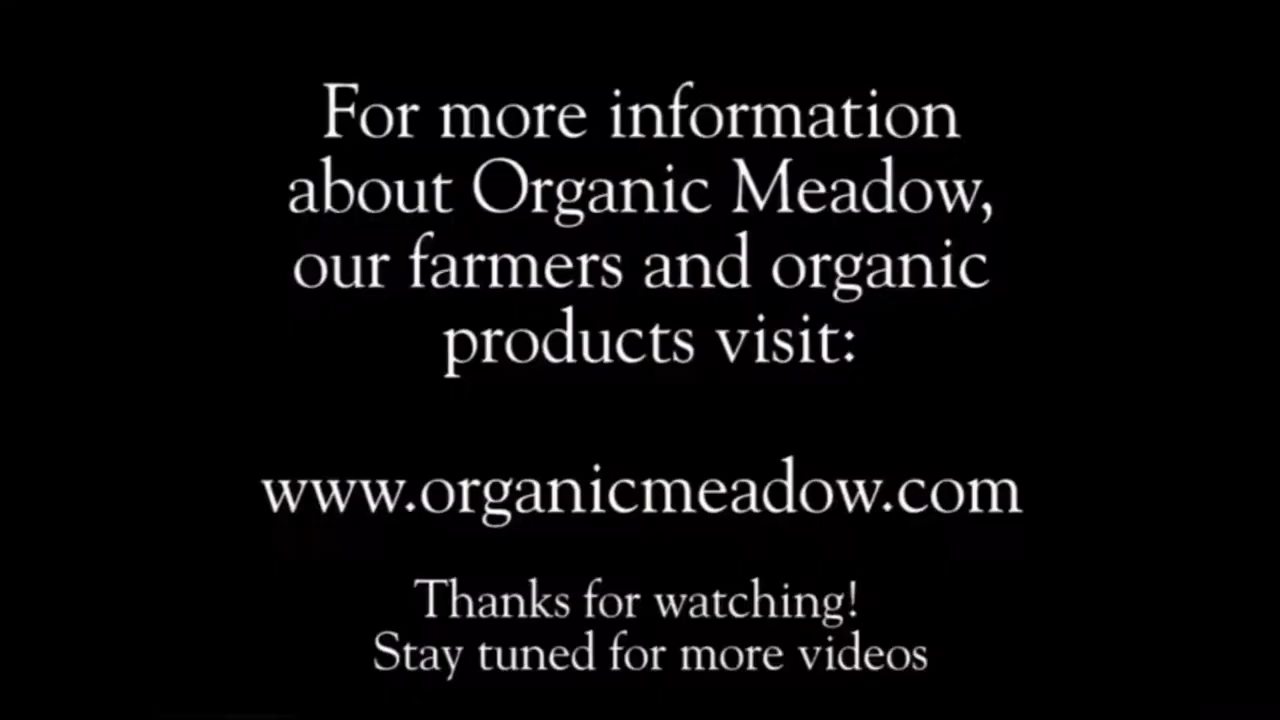 For more information
about Organic Meadow,
our farmers and organic
products visit:
www.organicmeadow.com
Thanks for watching!
Stay tuned for more videos